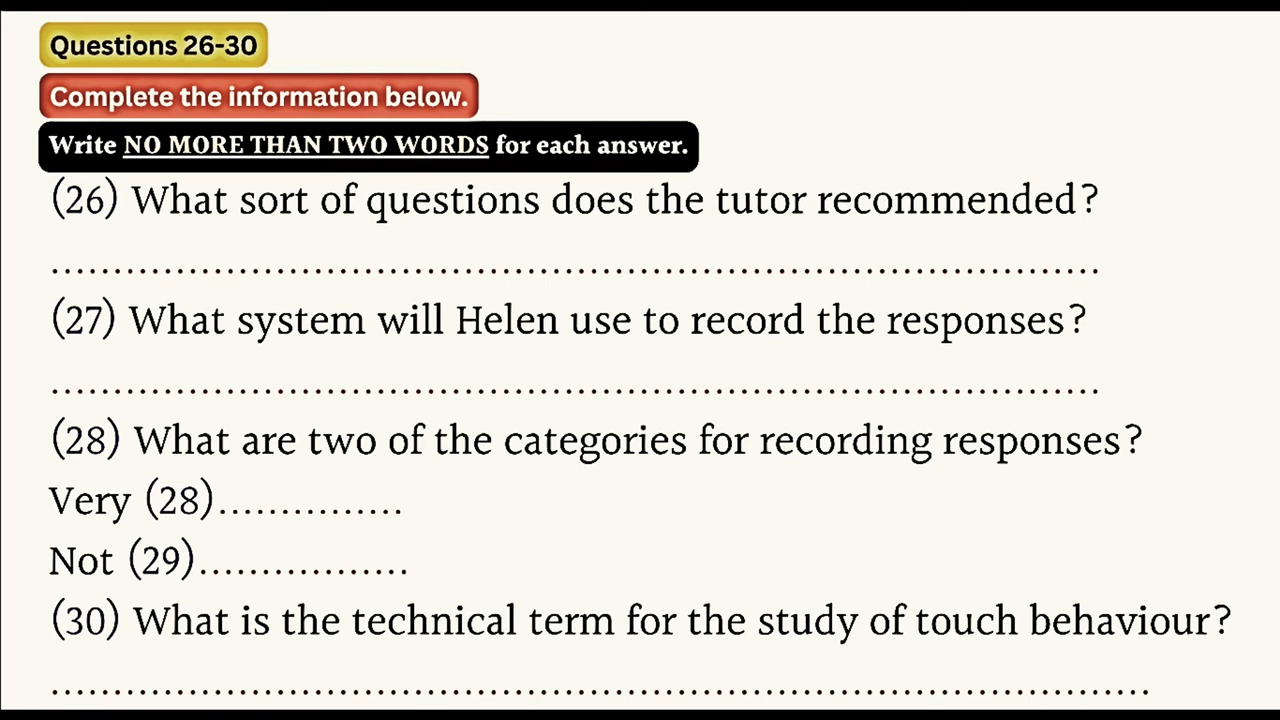 Questions 26-30
Complete the information below.
Write NO MORE THAN TWO WORDS for each answer.
(26) What sort of questions does the tutor recommended?
....................................................................................
(27) What system will Helen use to record the responses?
....................................................................................
(28) What are two of the categories for recording responses?
Very (28)...............
Not (29).................
(30) What is the technical term for the study of touch behaviour?
........................................................................................